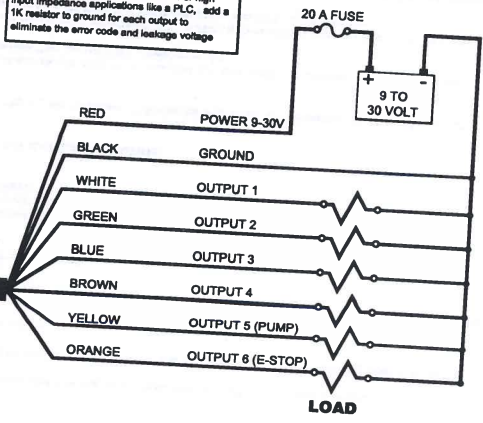 input impedance applications like a PLC, add a
1K resistor to ground for each output to
eliminate the error code and leakage voltage
20 A FUSE
+ -
9 TO
30 VOLT
RED POWER 9-30V
BLACK GROUND
WHITE OUTPUT 1
GREEN OUTPUT 2
BLUE OUTPUT 3
BROWN OUTPUT 4
YELLOW OUTPUT 5 (PUMP)
ORANGE OUTPUT 6 (E-STOP)
LOAD